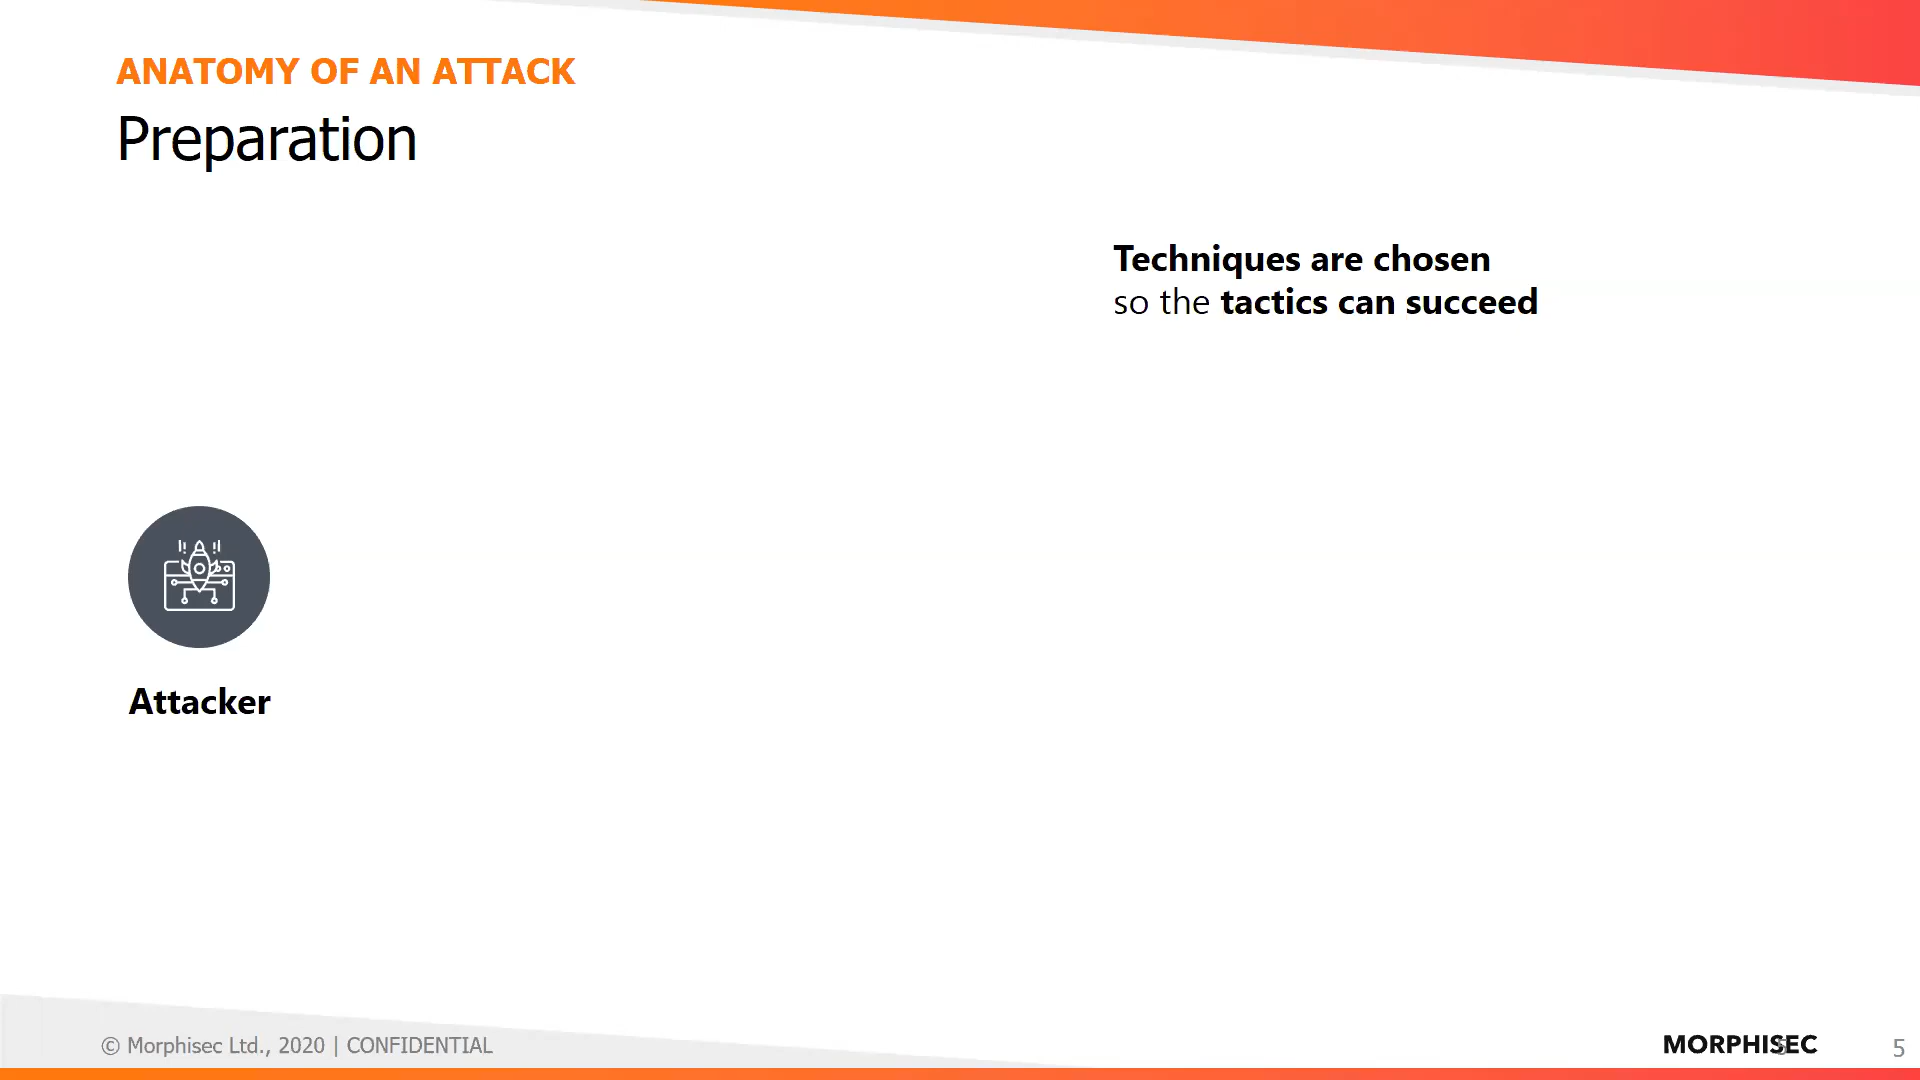 ANATOMY OF AN ATTACK
Preparation
Techniques are chosen
so the tactics can succeed
Attacker
© Morphisec Ltd., 2020 | CONFIDENTIAL
MORPHISEC
5
5